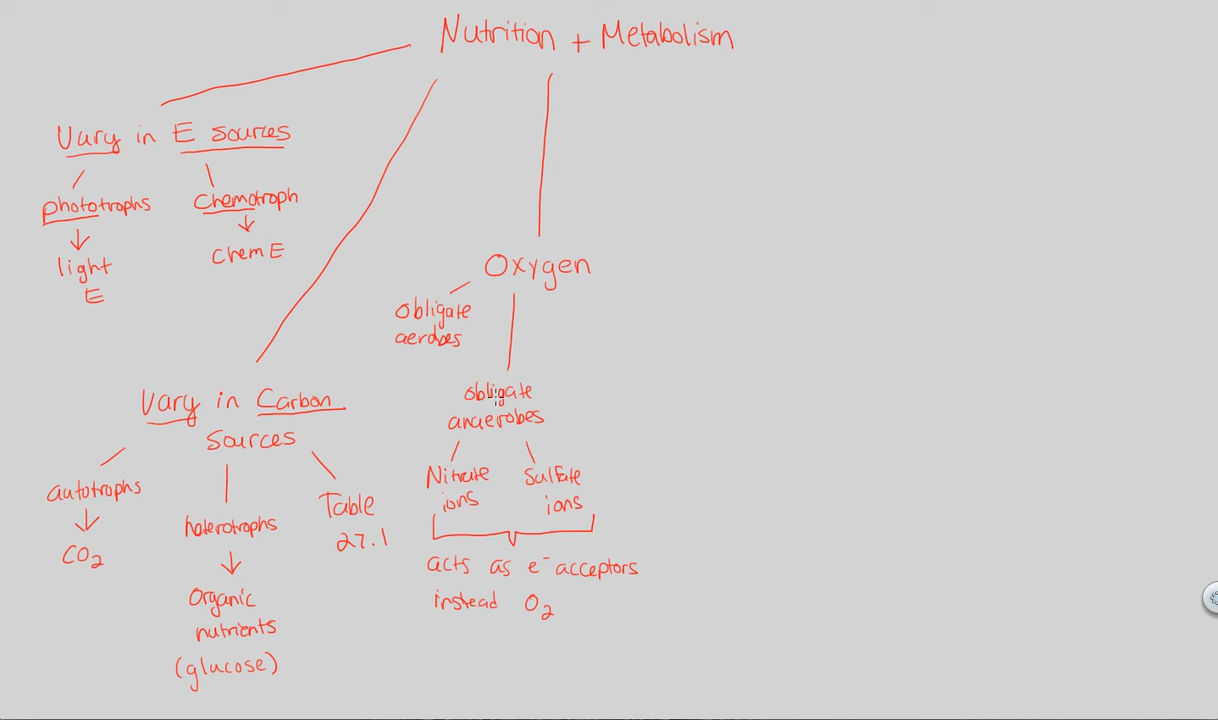 Nutrition + Metabolism
Vary in E sources
phototrophs
light
E
Chemotroph
chem E
Vary in Carbon
sources
autotrophs
CO2
heterotrophs
Organic
nutrients
(glucose)
Table
27.1
Oxygen
Obligate
aerobes
obligate
anaerobes
Nitrate
ions
Sulfate
ions
acts as e⁻ acceptors
instead O2